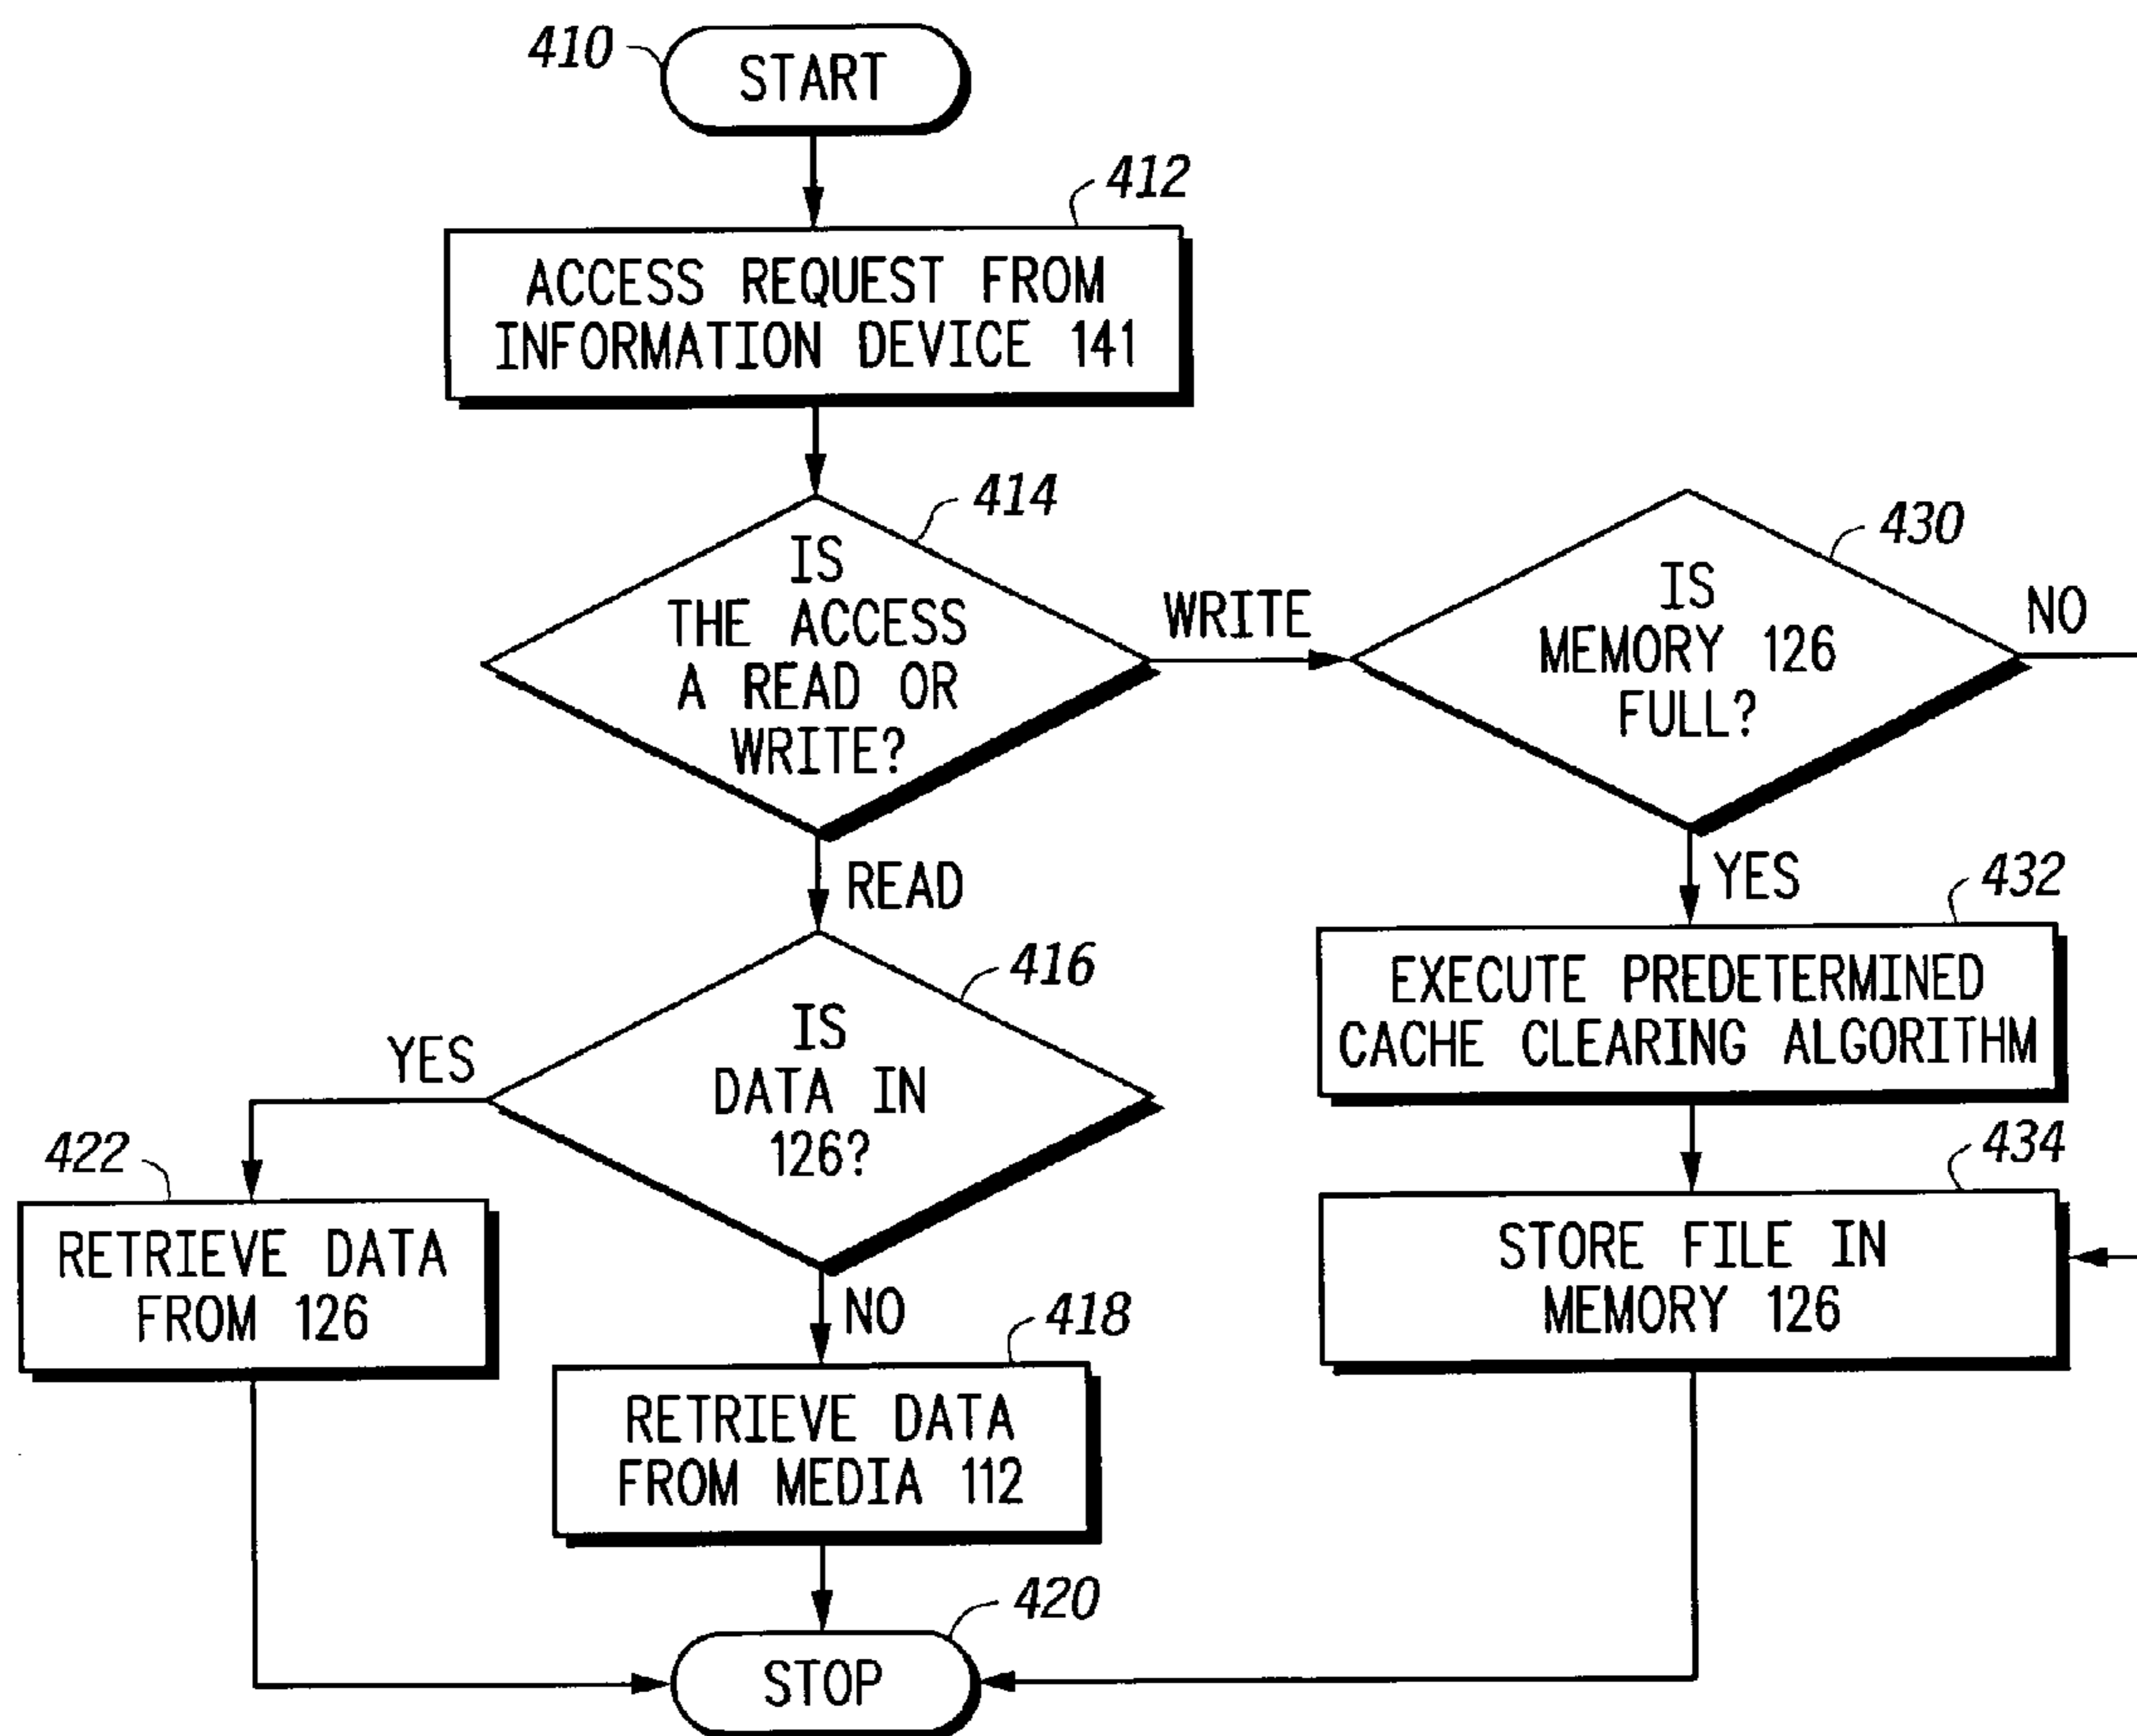 410
START
412
ACCESS REQUEST FROM
INFORMATION DEVICE 141
414
IS
THE ACCESS
A READ OR
WRITE?
WRITE
430
IS
MEMORY 126
FULL?
NO
READ
YES
432
EXECUTE PREDETERMINED
CACHE CLEARING ALGORITHM
416
IS
DATA IN
126?
YES
422
RETRIEVE DATA
FROM 126
NO
418
RETRIEVE DATA
FROM MEDIA 112
434
STORE FILE IN
MEMORY 126
420
STOP